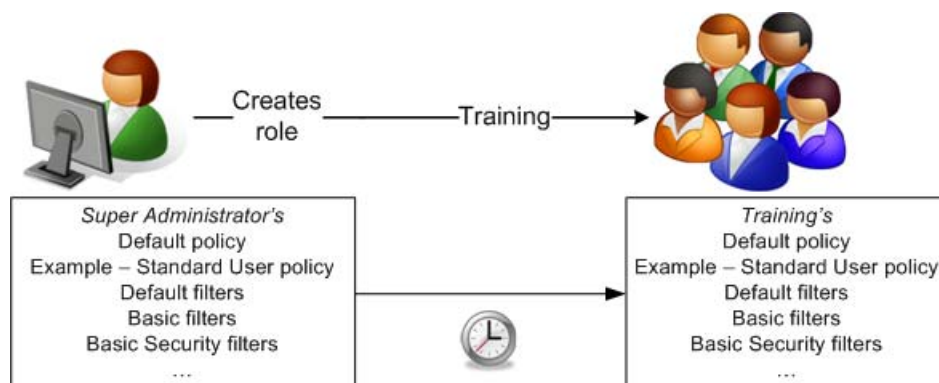 Creates
role
Training
Super Administrator's
Default policy
Example – Standard User policy
Default filters
Basic filters
Basic Security filters
...
Training's
Default policy
Example – Standard User policy
Default filters
Basic filters
Basic Security filters
...